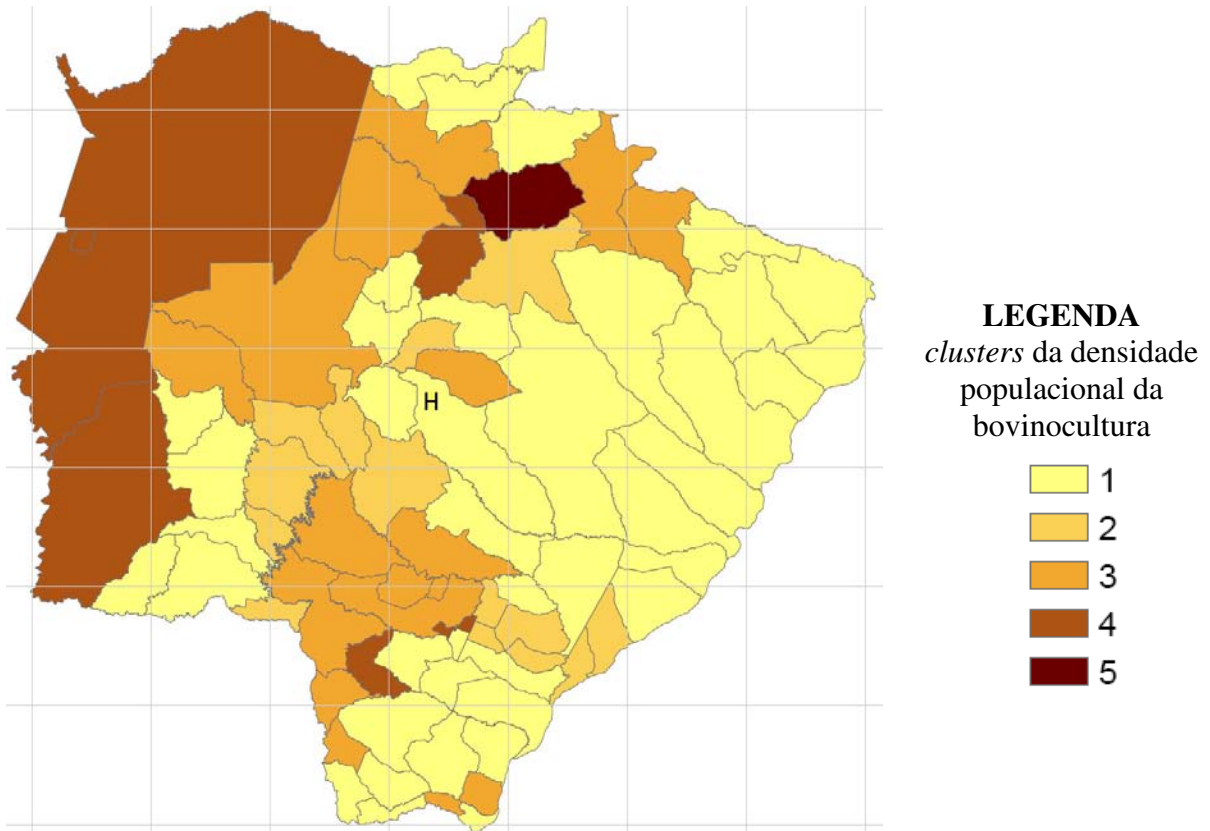 H
LEGENDA
clusters da densidade
populacional da
bovinocultura
1
2
3
4
5